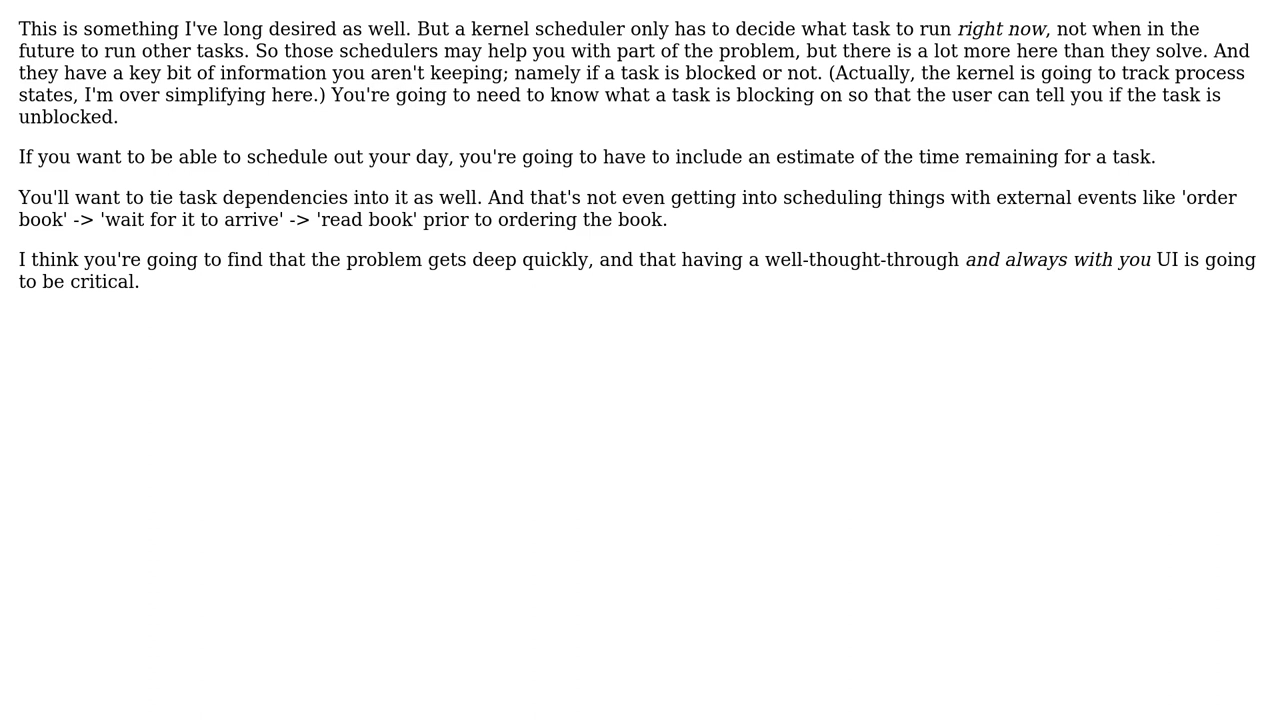 This is something I've long desired as well. But a kernel scheduler only has to decide what task to run right now, not when in the
future to run other tasks. So those schedulers may help you with part of the problem, but there is a lot more here than they solve. And
they have a key bit of information you aren't keeping; namely if a task is blocked or not. (Actually, the kernel is going to track process
states, I'm over simplifying here.) You're going to need to know what a task is blocking on so that the user can tell you if the task is
unblocked.
If you want to be able to schedule out your day, you're going to have to include an estimate of the time remaining for a task.
You'll want to tie task dependencies into it as well. And that's not even getting into scheduling things with external events like 'order
book' -> 'wait for it to arrive' -> 'read book' prior to ordering the book.
I think you're going to find that the problem gets deep quickly, and that having a well-thought-through and always with you UI is going
to be critical.